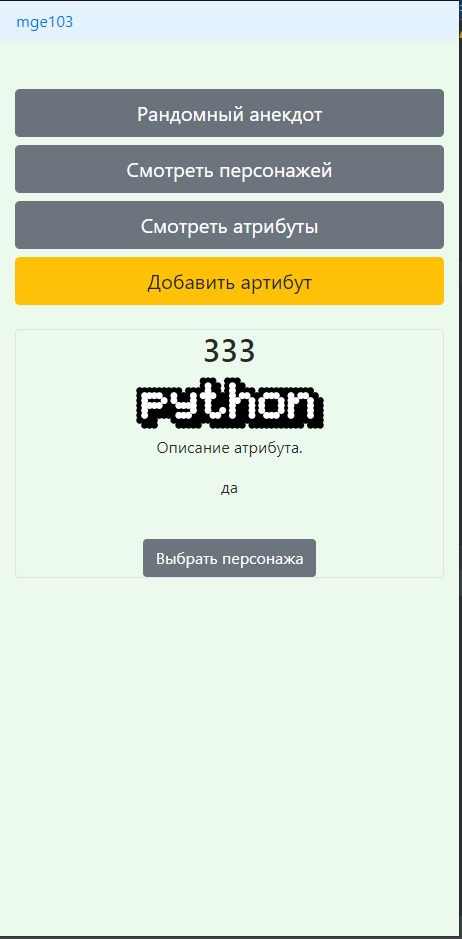 mge103
Рандомный анекдот
Смотреть персонажей
Смотреть атрибуты
Добавить артибут
333
python
Описание атрибута.
да
Выбрать персонажа